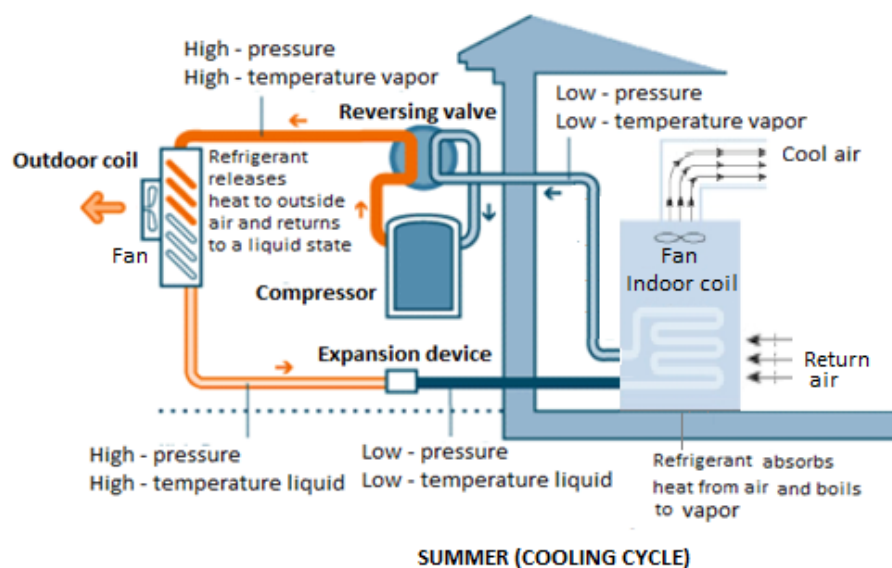 High - pressure
High - temperature vapor
Reversing valve
Low - pressure
Low - temperature vapor
Cool air
Outdoor coil
Refrigerant
releases
heat to outside
air and returns
to a liquid state
Fan
Fan
Indoor coil
Compressor
Expansion device
Return
air
High - pressure
High - temperature liquid
Low - pressure
Low - temperature liquid
Refrigerant absorbs
heat from air and boils
to vapor
SUMMER (COOLING CYCLE)